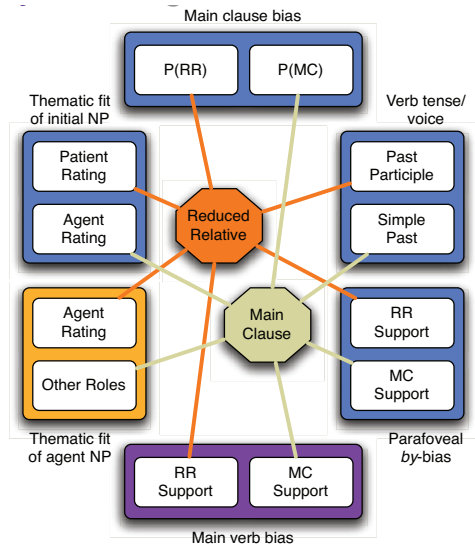 Main clause bias
P(RR)
P(MC)
Thematic fit
of initial NP
Verb tense/
voice
Patient
Rating
Agent
Rating
Past
Participle
Simple
Past
Reduced
Relative
Main
Clause
Agent
Rating
Other Roles
RR
Support
MC
Support
Thematic fit
of agent NP
Parafoveal
by-bias
RR
Support
MC
Support
Main verb bias